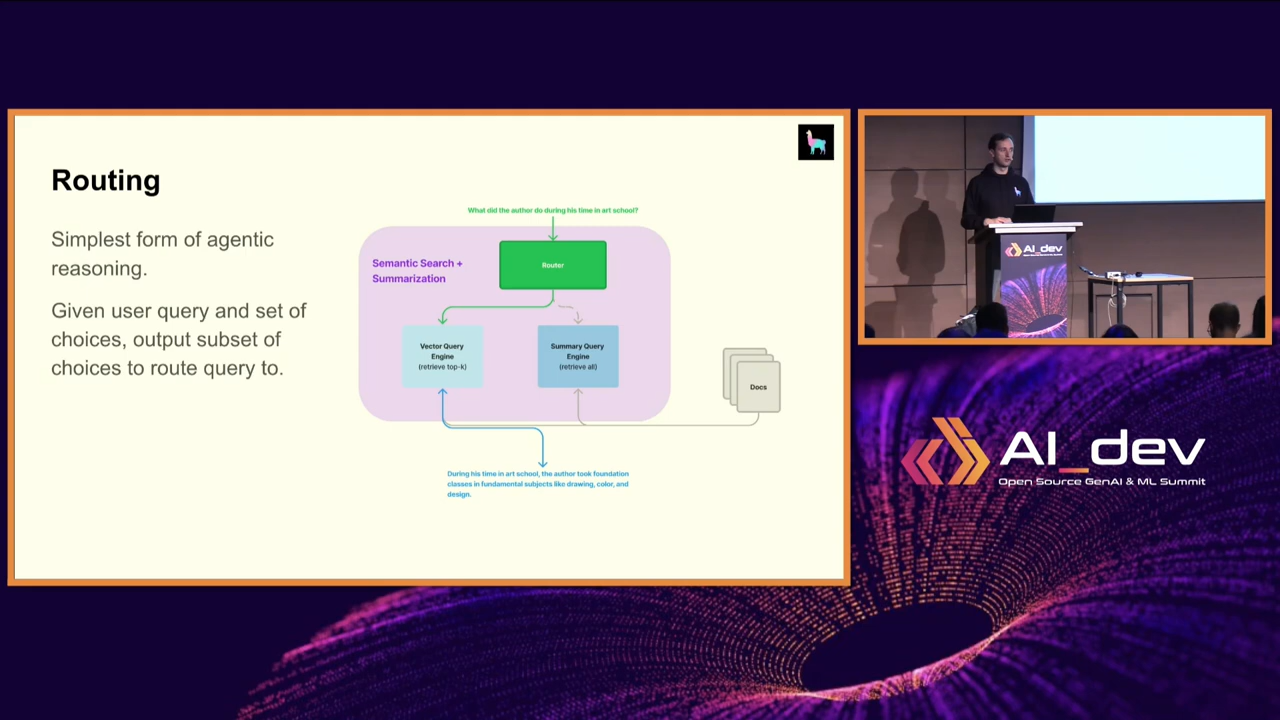 Routing
Simplest form of agentic
reasoning.
Given user query and set of
choices, output subset of
choices to route query to.
What did the author do during his time in art school?
Semantic Search +
Summarization
Router
Vector Query
Engine
(retrieve top-k)
Summary Query
Engine
(retrieve all)
Docs
During his time in art school, the author took foundation
classes in fundamental subjects like drawing, color, and
design.
AI_dev
AI_dev
Open Source GenAI & ML Summit